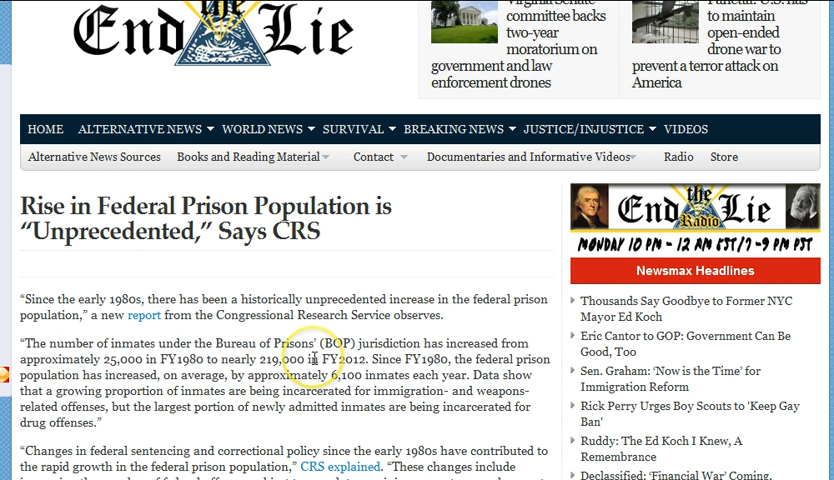 the
End Lie
Virginia Senate
committee backs
two-year
moratorium on
government and law
enforcement drones
Panetta: U.S. has
to maintain
open-ended
drone war to
prevent a terror attack on
America
HOME ALTERNATIVE NEWS WORLD NEWS SURVIVAL BREAKING NEWS JUSTICE/INJUSTICE VIDEOS
Alternative News Sources Books and Reading Material Contact Documentaries and Informative Videos Radio Store
Rise in Federal Prison Population is
“Unprecedented,” Says CRS
“Since the early 1980s, there has been a historically unprecedented increase in the federal prison
population,” a new report from the Congressional Research Service observes.
“The number of inmates under the Bureau of Prisons’ (BOP) jurisdiction has increased from
approximately 25,000 in FY1980 to nearly 219,000 in FY2012. Since FY1980, the federal prison
population has increased, on average, by approximately 6,100 inmates each year. Data show
that a growing proportion of inmates are being incarcerated for immigration- and weapons-
related offenses, but the largest portion of newly admitted inmates are being incarcerated for
drug offenses.”
“Changes in federal sentencing and correctional policy since the early 1980s have contributed to
the rapid growth in the federal prison population,” CRS explained. “These changes include
the
End Lie
Radio
MONDAY 10 PM - 12 AM EST/7-9 PM PST
Newsmax Headlines
Thousands Say Goodbye to Former NYC
Mayor Ed Koch
Eric Cantor to GOP: Government Can Be
Good, Too
Sen. Graham: ‘Now is the Time’ for
Immigration Reform
Rick Perry Urges Boy Scouts to 'Keep Gay
Ban'
Ruddy: The Ed Koch I Knew, A
Remembrance
Declassified: ‘Financial War’ Coming,